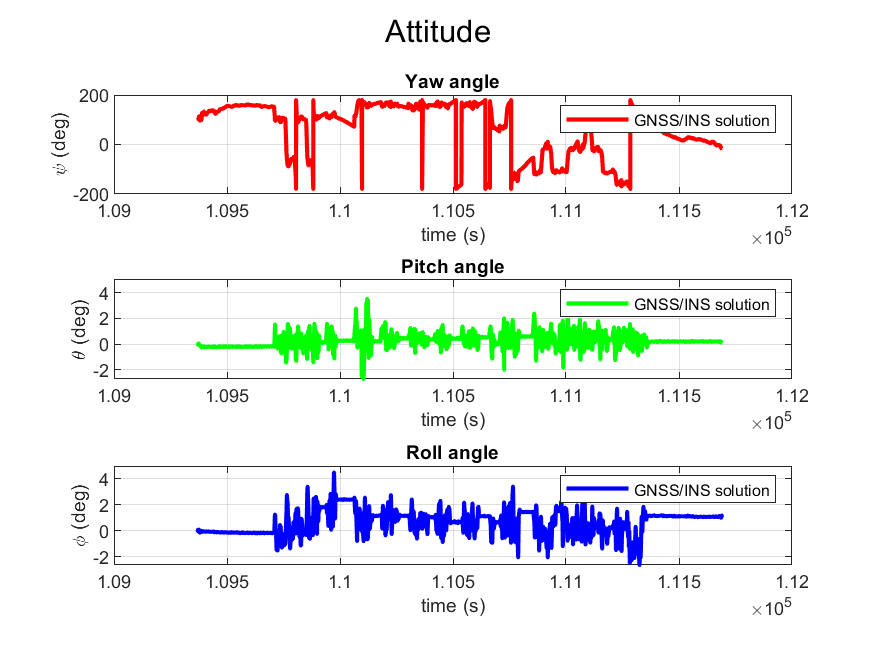 Attitude
Yaw angle
ψ (deg)
200
0
-200
GNSS/INS solution
1.09 1.095 1.1 1.105 1.11 1.115 1.12
time (s)
×10^5
Pitch angle
θ (deg)
4
2
0
-2
GNSS/INS solution
1.09 1.095 1.1 1.105 1.11 1.115 1.12
time (s)
×10^5
Roll angle
ϕ (deg)
4
2
0
-2
GNSS/INS solution
1.09 1.095 1.1 1.105 1.11 1.115 1.12
time (s)
×10^5